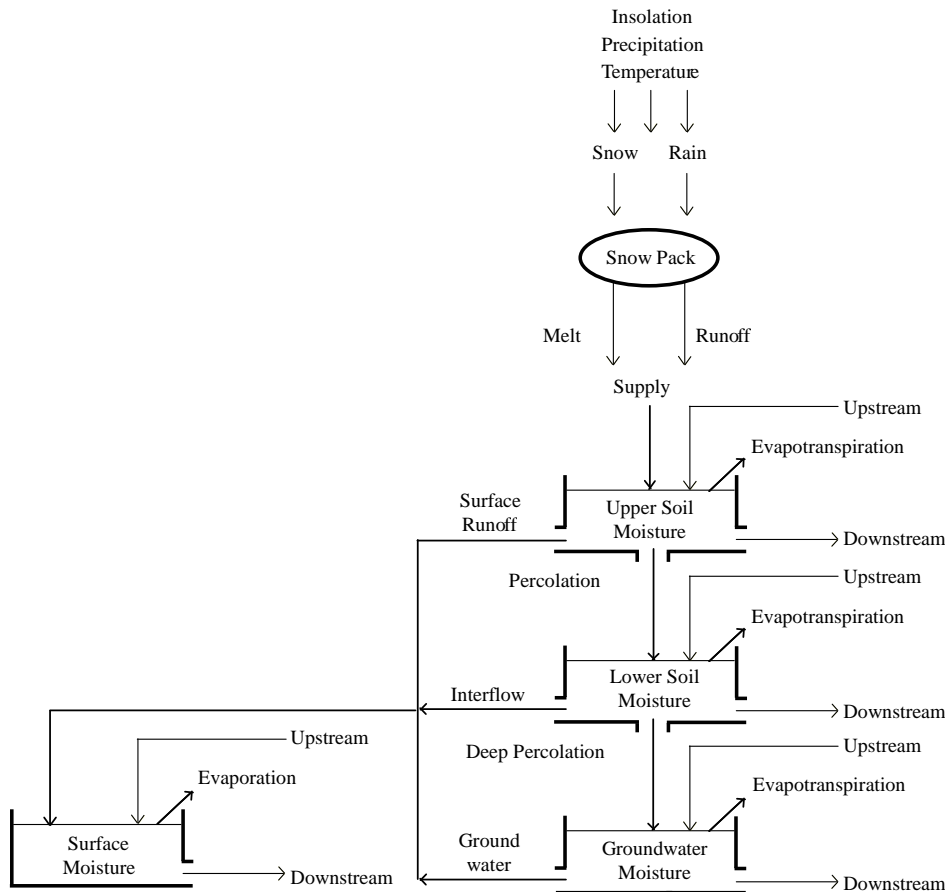 Insolation
Precipitation
Temperature
Snow
Rain
Snow Pack
Melt
Runoff
Supply
Upstream
Evapotranspiration
Surface
Runoff
Upper Soil
Moisture
Downstream
Percolation
Upstream
Evapotranspiration
Interflow
Lower Soil
Moisture
Downstream
Deep Percolation
Upstream
Evapotranspiration
Upstream
Evaporation
Surface
Moisture
Downstream
Ground
water
Groundwater
Moisture
Downstream